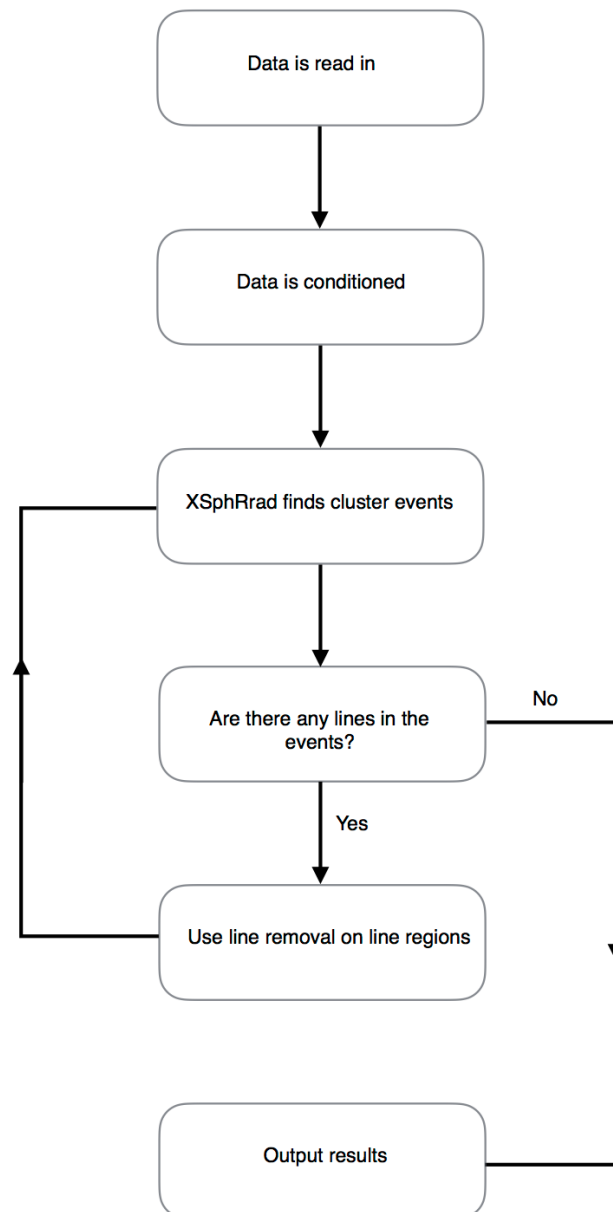 Data is read in
Data is conditioned
XSphRrad finds cluster events
Are there any lines in the
events?
No
Yes
Use line removal on line regions
Output results